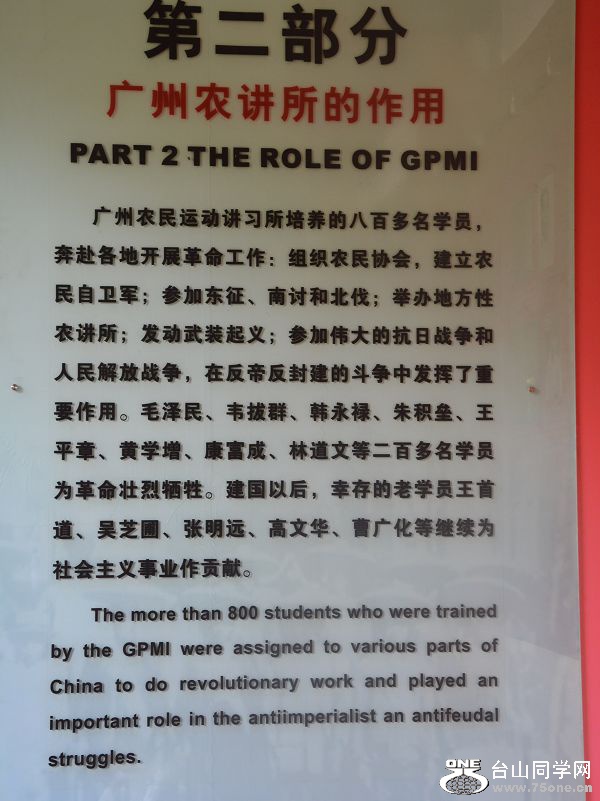 第二部分
广州农讲所的作用
PART 2 THE ROLE OF GPMI
广州农民运动讲习所培养的八百多名学员，
奔赴各地开展革命工作：组织农民协会，建立农
民自卫军；参加东征、南讨和北伐；举办地方性
农讲所；发动武装起义；参加伟大的抗日战争和
人民解放战争，在反帝反封建的斗争中发挥了重
要作用。毛泽民、韦拔群、韩永禄、朱积垒、王
平章、黄学增、康富成、林道文等二百多名学员
为革命壮烈牺牲。建国以后，幸存的老学员王首
道、吴芝圃、张明远、高文华、曹广化等继续为
社会主义事业作贡献。
The more than 800 students who were trained
by the GPMI were assigned to various parts of
China to do revolutionary work and played an
important role in the antiimperialist an antifeudal
struggles.
ONE 台山同学网
www.75one.cn